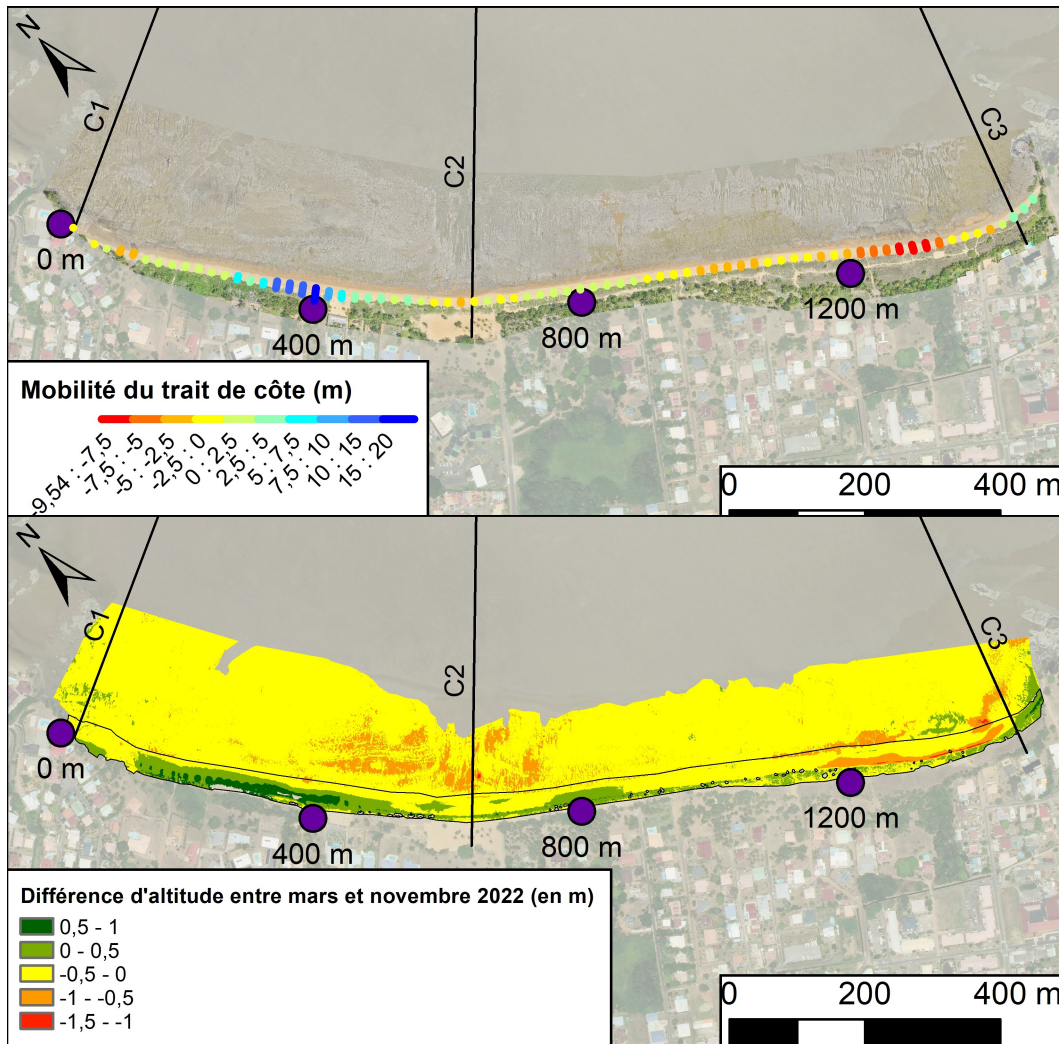 N
C1
C2
C3
0 m
400 m
800 m
1200 m
Mobilité du trait de côte (m)
-9,54 : -7,5
-7,5 : -5
-5 : -2,5
-2,5 : 0
0 : 2,5
2,5 : 5
5 : 7,5
7,5 : 10
10 : 15
15 : 20
0 200 400 m
N
C1
C2
C3
0 m
400 m
800 m
1200 m
Différence d'altitude entre mars et novembre 2022 (en m)
0,5 - 1
0 - 0,5
-0,5 - 0
-1 - -0,5
-1,5 - -1
0 200 400 m